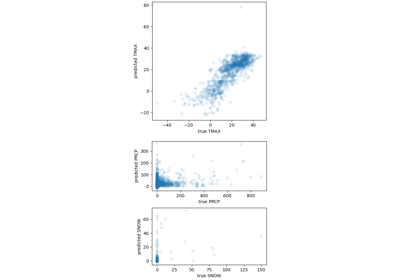 80
60
40
20
0
−20
predicted TMAX
−40 −20 0 20 40
true TMAX
300
200
100
0
predicted PRCP
0 200 400 600 800
true PRCP
60
40
20
0
predicted SNOW
0 25 50 75 100 125 150
true SNOW